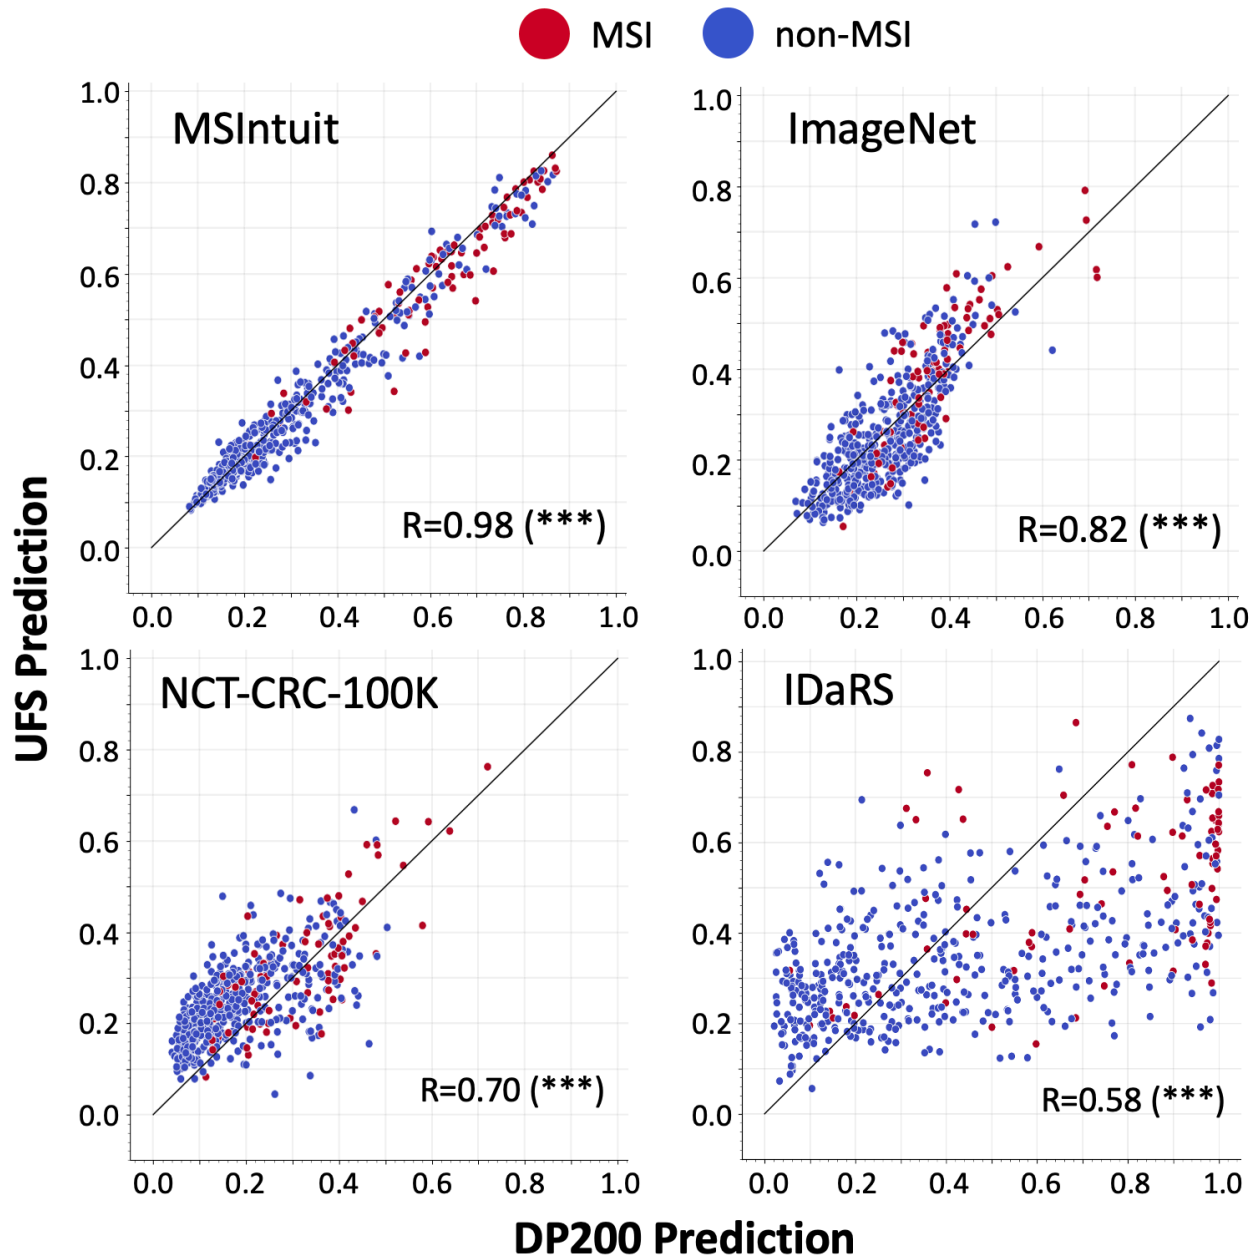 MSI non-MSI
MSIntuit
1.0
0.8
0.6
0.4
0.2
0.0
R=0.98 (***)
0.0 0.2 0.4 0.6 0.8 1.0
ImageNet
1.0
0.8
0.6
0.4
0.2
0.0
R=0.82 (***)
0.0 0.2 0.4 0.6 0.8 1.0
UFS Prediction
NCT-CRC-100K
1.0
0.8
0.6
0.4
0.2
0.0
R=0.70 (***)
0.0 0.2 0.4 0.6 0.8 1.0
IDaRS
1.0
0.8
0.6
0.4
0.2
0.0
R=0.58 (***)
0.0 0.2 0.4 0.6 0.8 1.0
DP200 Prediction